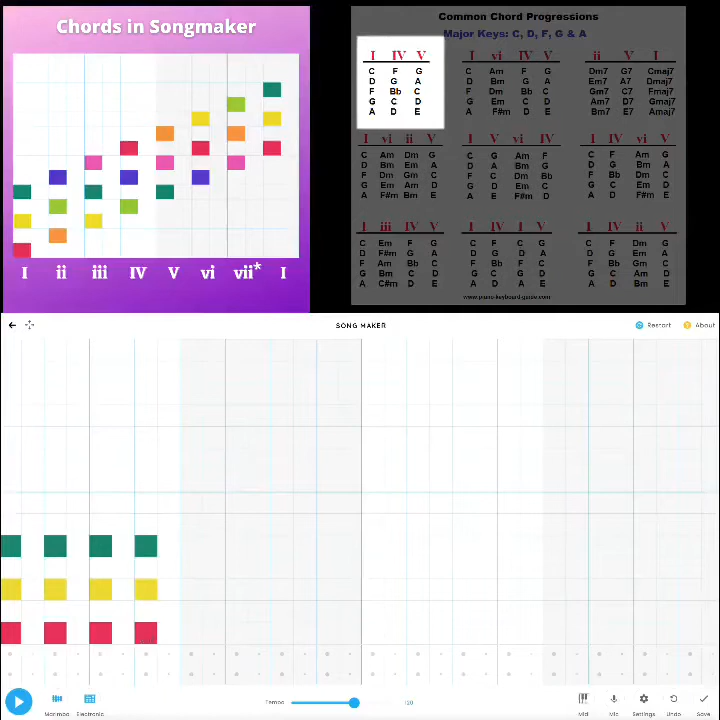 Chords in Songmaker
I ii iii IV V vi vii* I
Common Chord Progressions
Major Keys: C, D, F, G & A
I IV V
C F G
D G A
F Bb C
G C D
A D E
I vi IV V
C Am F G
D Bm G A
F Dm Bb C
G Em C D
A F#m D E
ii V I
Dm7 G7 Cmaj7
Em7 A7 Dmaj7
Gm7 C7 Fmaj7
Am7 D7 Gmaj7
Bm7 E7 Amaj7
I vi ii V
C Am Dm G
D Bm Em A
F Dm Gm C
G Em Am D
A F#m Bm E
I V vi IV
C G Am F
D A Bm G
F C Dm Bb
G D Em C
A E F#m D
I IV vi V
C F Am G
D G Bm A
F Bb Dm C
G C Em D
A D F#m E
I iii IV V
C Em F G
D F#m G A
F Am Bb C
G Bm C D
A C#m D E
I IV I V
C F C G
D G D A
F Bb F C
G C G D
A D A E
I IV ii V
C F Dm G
D G Em A
F Bb Gm C
G C Am D
A D Bm E
www.piano-keyboard-guide.com
SONG MAKER
Restart
About
Marimba
Electronic
Tempo
120
Midi
Mic
Settings
Undo
Save